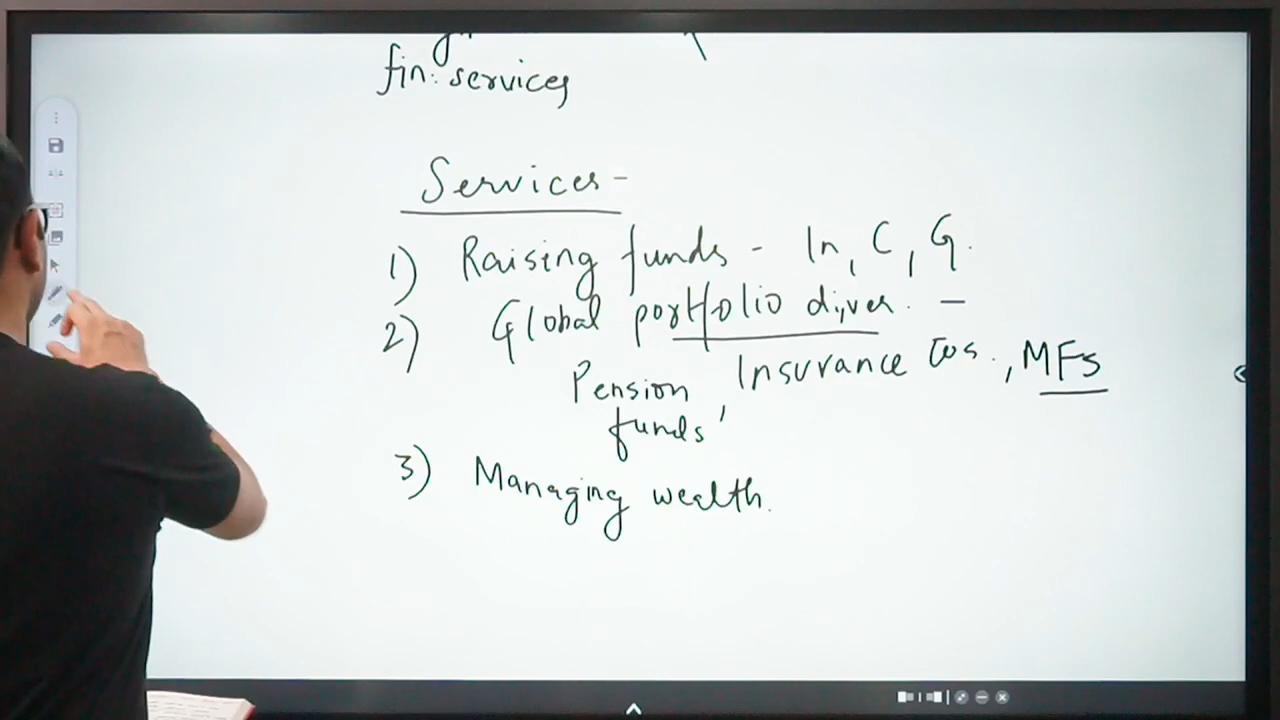 fin. services
Services -
1) Raising funds - In, C, G.
2) Global portfolio diver. -
Pension funds, Insurance Cos., MFs
3) Managing wealth.